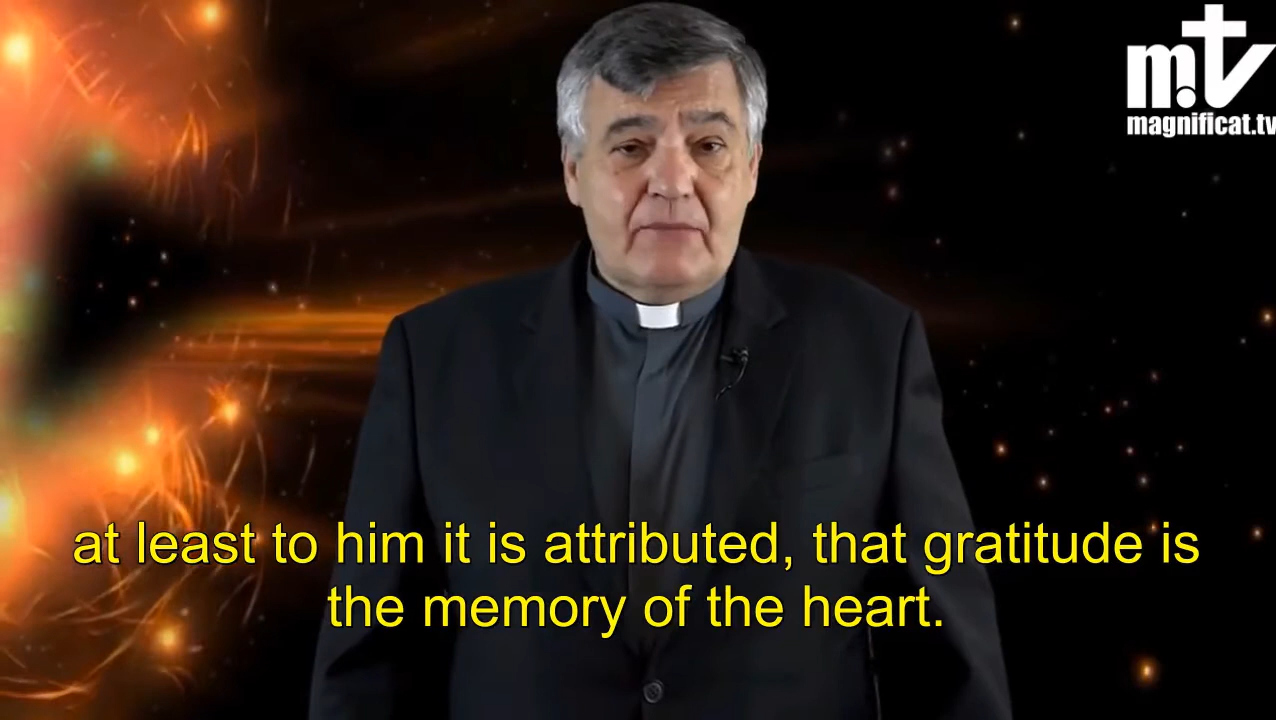 mtv
magnificat.tv
at least to him it is attributed, that gratitude is
the memory of the heart.